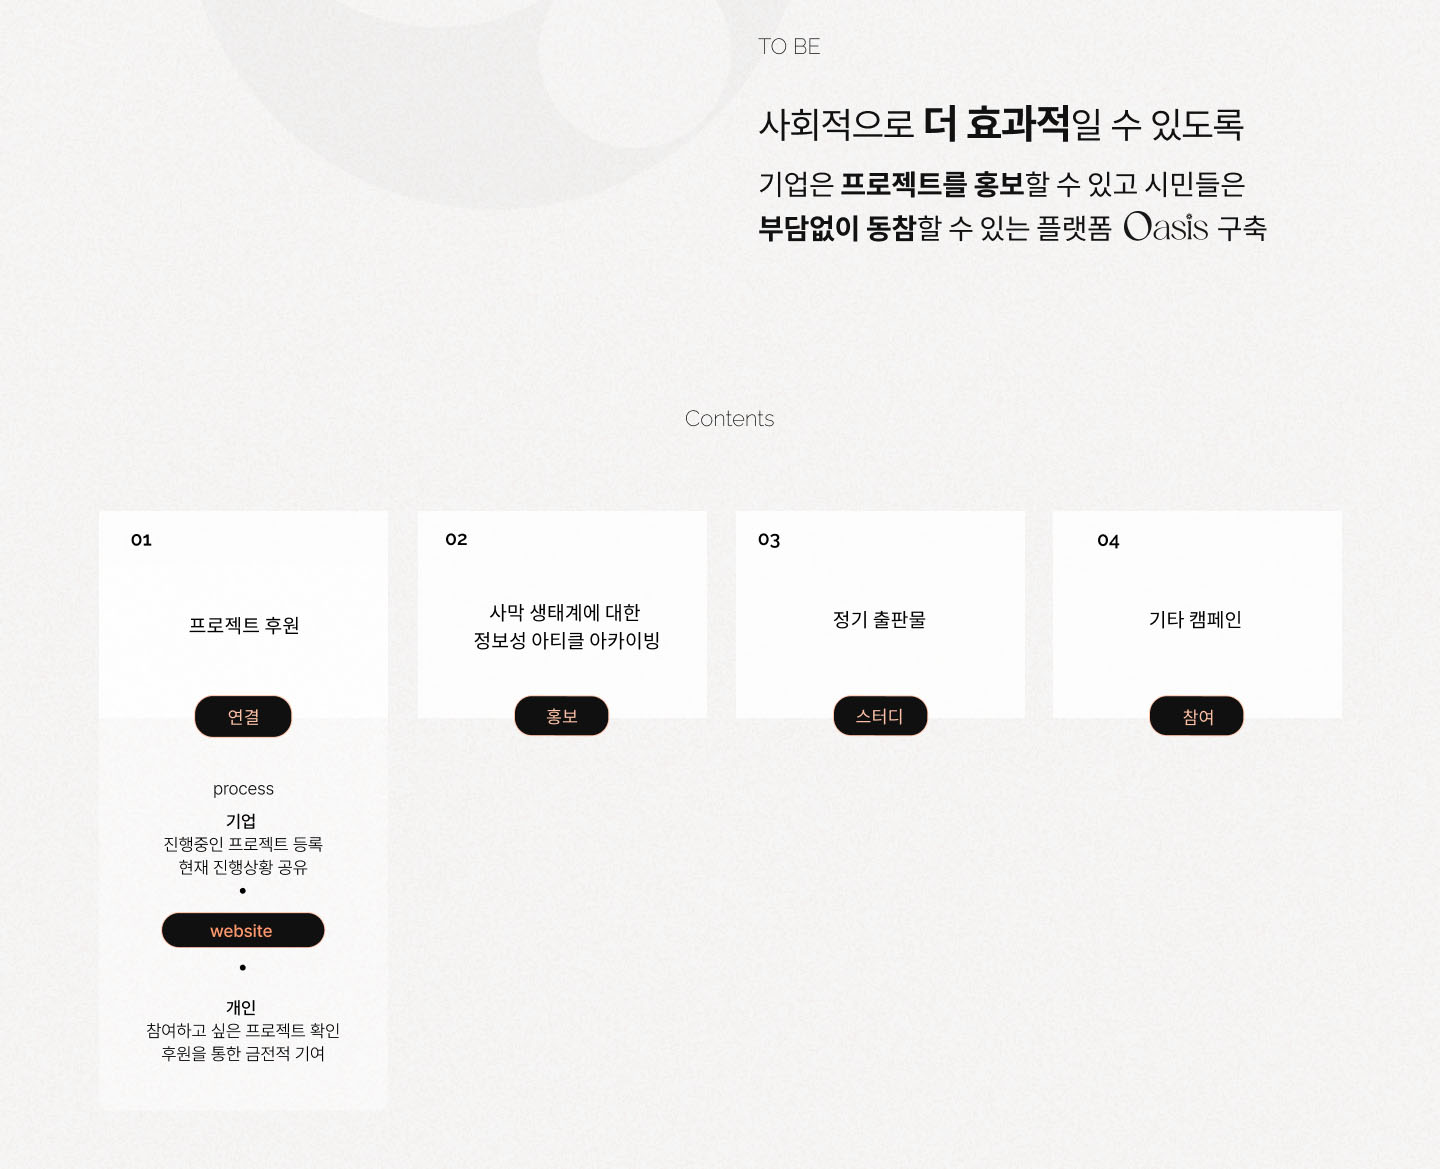 TO BE
사회적으로 더 효과적일 수 있도록
기업은 프로젝트를 홍보할 수 있고 시민들은
부담없이 동참할 수 있는 플랫폼 Oasis 구축
Contents
01
프로젝트 후원
연결
process
기업
진행중인 프로젝트 등록
현재 진행상황 공유
website
개인
참여하고 싶은 프로젝트 확인
후원을 통한 금전적 기여
02
사막 생태계에 대한
정보성 아티클 아카이빙
홍보
03
정기 출판물
스터디
04
기타 캠페인
참여